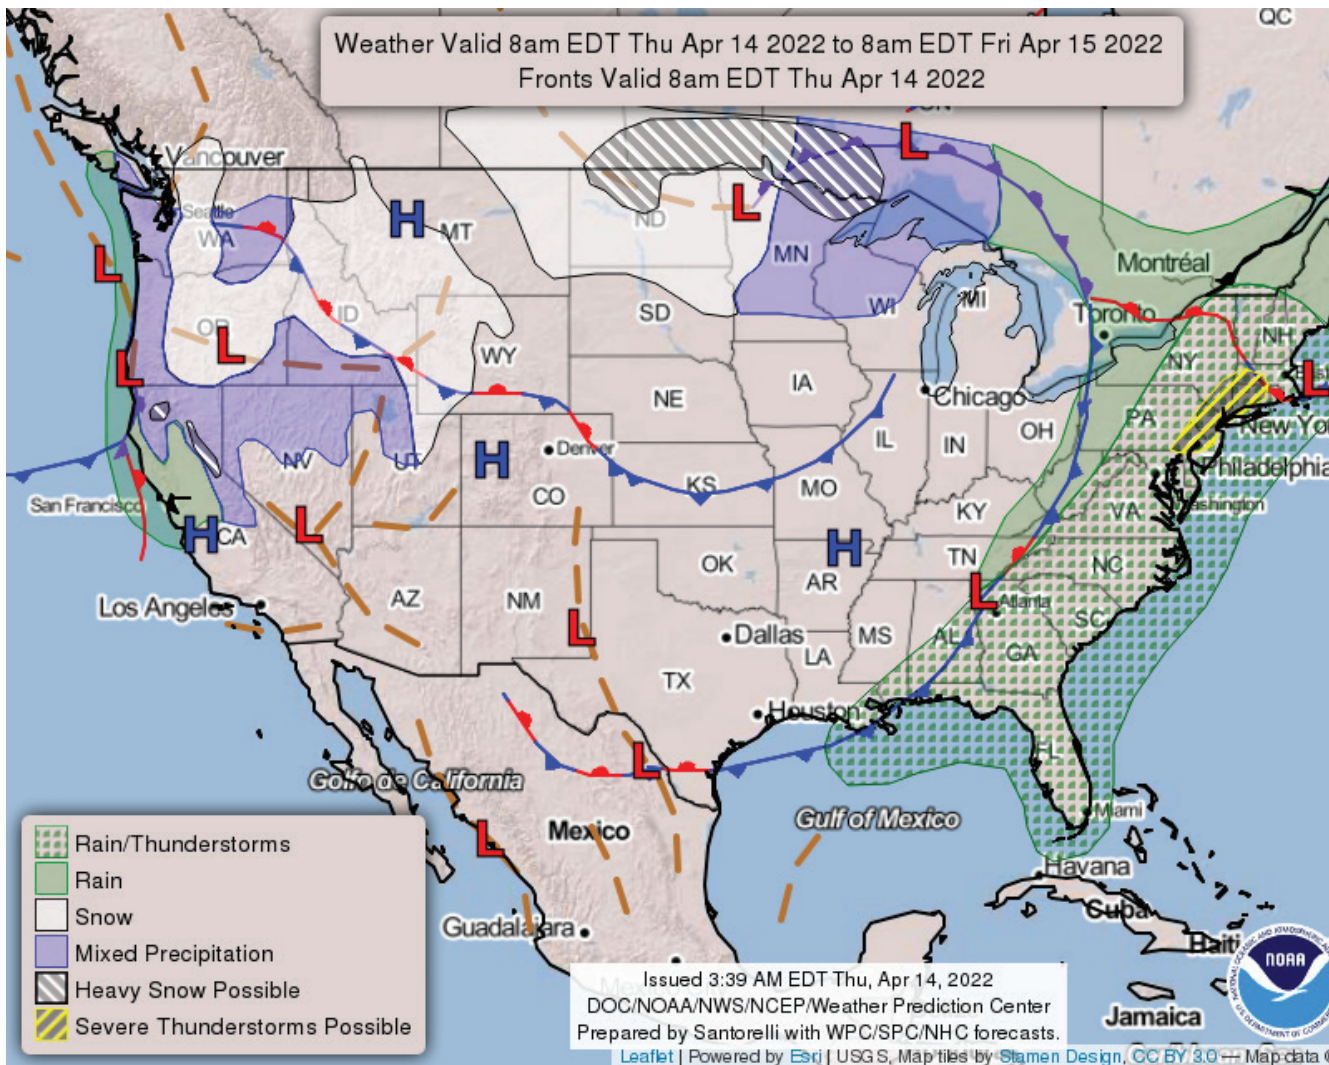 Weather Valid 8am EDT Thu Apr 14 2022 to 8am EDT Fri Apr 15 2022
Fronts Valid 8am EDT Thu Apr 14 2022
QC
ON
Vancouver
Seattle
WA
H
MT
ND
L
L
MN
Montréal
L
OR
L
ID
WY
SD
WI
MI
Toronto
NH
NY
L
L
NE
IA
Chicago
PA
New Yo
IL
IN
OH
Philadelphia
NV
UT
H
Denver
CO
KS
MO
KY
VA
Washington
San Francisco
H
CA
L
OK
AR
H
TN
NC
Los Angeles
AZ
NM
L
Dallas
MS
AL
L
Atlanta
SC
GA
LA
TX
Houston
FL
L
Golfo de California
Gulf of Mexico
Miami
Mexico
L
Havana
Cuba
Guadalajara
Haiti
Jamaica
Rain/Thunderstorms
Rain
Snow
Mixed Precipitation
Heavy Snow Possible
Severe Thunderstorms Possible
Issued 3:39 AM EDT Thu, Apr 14, 2022
DOC/NOAA/NWS/NCEP/Weather Prediction Center
Prepared by Santorelli with WPC/SPC/NHC forecasts.
NOAA
Leaflet | Powered by Esri | USGS, Map tiles by Stamen Design, CC BY 3.0 — Map data ©